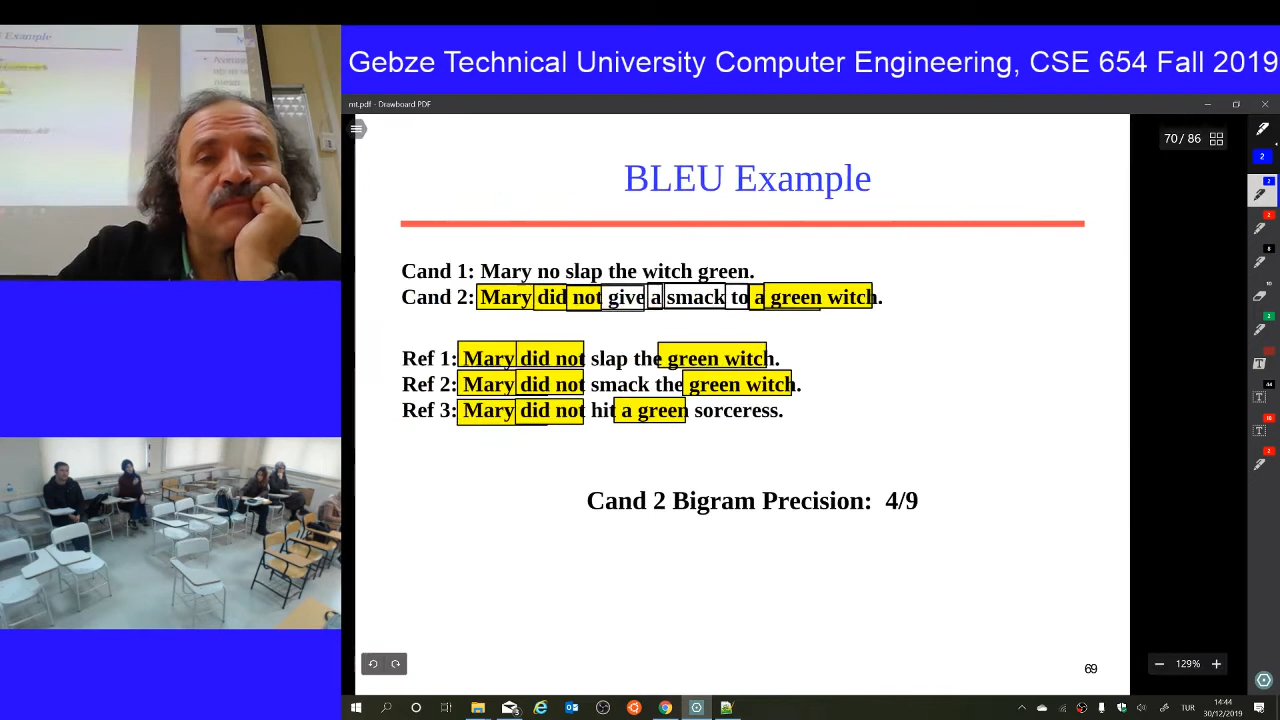 Example
Gebze Technical University Computer Engineering, CSE 654 Fall 2019
mt.pdf - Drawboard PDF
70 / 86
BLEU Example
Cand 1: Mary no slap the witch green.
Cand 2: Mary did not give a smack to a green witch.
Ref 1: Mary did not slap the green witch.
Ref 2: Mary did not smack the green witch.
Ref 3: Mary did not hit a green sorceress.
Cand 2 Bigram Precision: 4/9
69
129%
14:44
30/12/2019